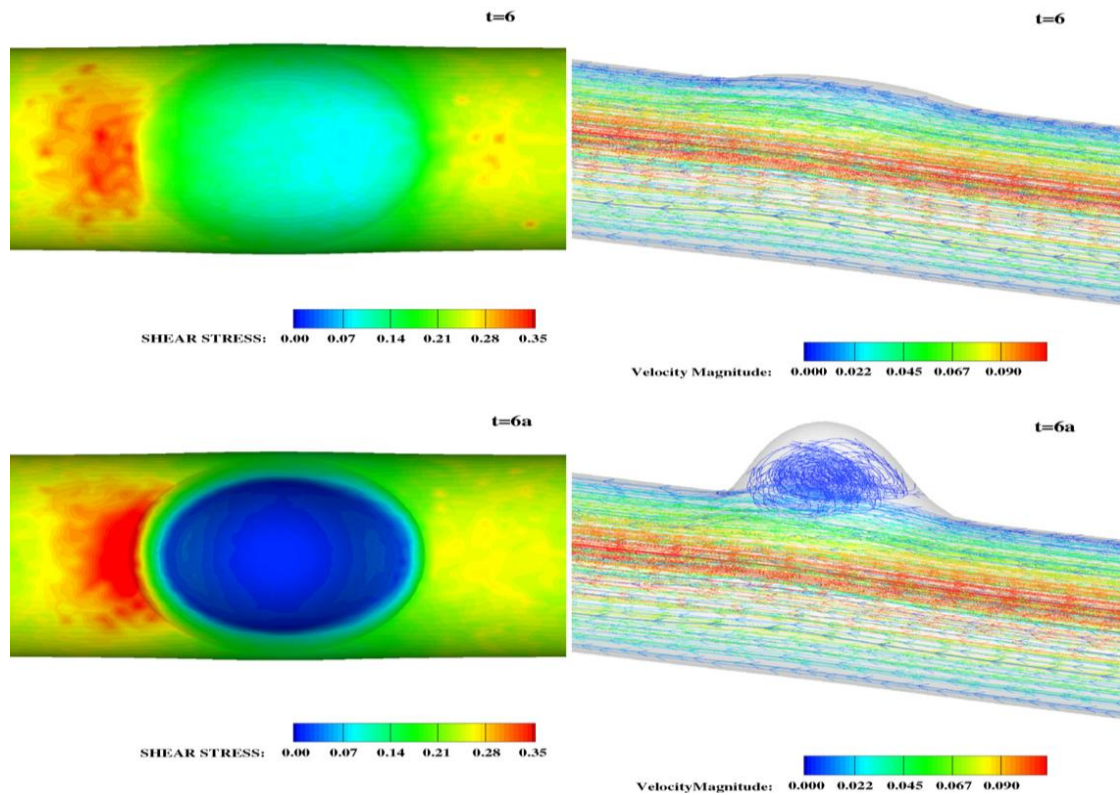 t=6
t=6
SHEAR STRESS: 0.00 0.07 0.14 0.21 0.28 0.35
Velocity Magnitude: 0.000 0.022 0.045 0.067 0.090
t=6a
t=6a
SHEAR STRESS: 0.00 0.07 0.14 0.21 0.28 0.35
VelocityMagnitude: 0.000 0.022 0.045 0.067 0.090